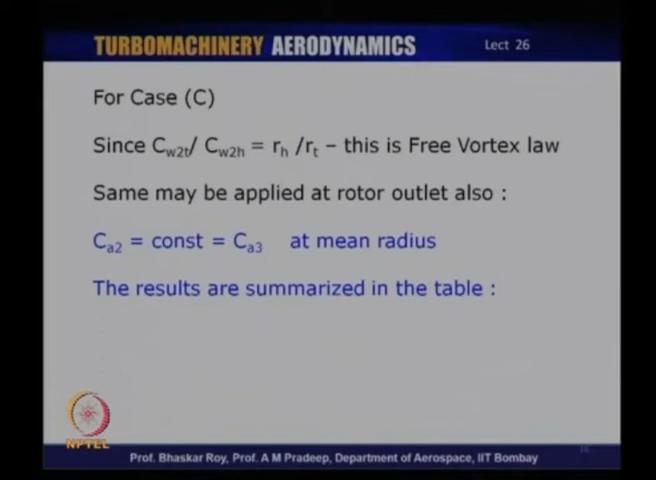 TURBOMACHINERY AERODYNAMICS Lect 26
For Case (C)
Since Cw2t/ Cw2h = rh /rt – this is Free Vortex law
Same may be applied at rotor outlet also :
Ca2 = const = Ca3 at mean radius
The results are summarized in the table :
NPTEL
Prof. Bhaskar Roy, Prof. A M Pradeep, Department of Aerospace, IIT Bombay